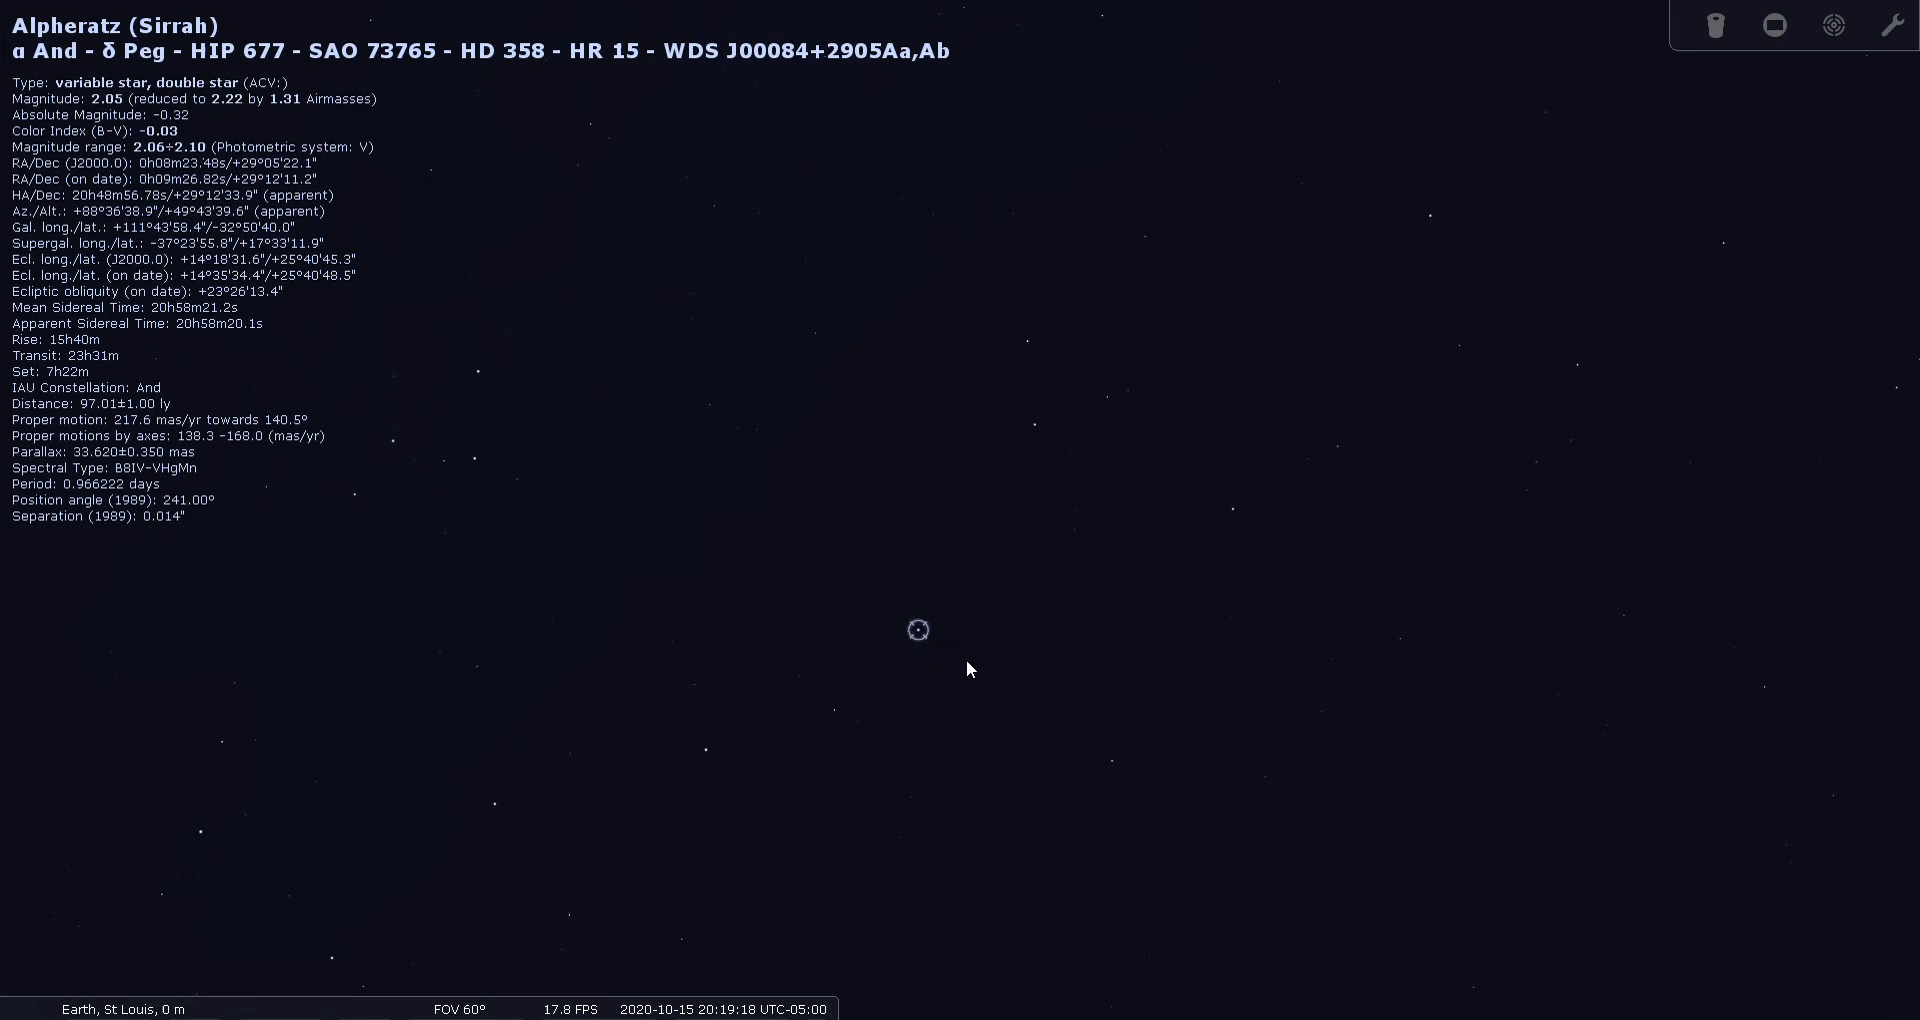 Alpheratz (Sirrah)
α And - δ Peg - HIP 677 - SAO 73765 - HD 358 - HR 15 - WDS J00084+2905Aa,Ab
Type: variable star, double star (ACV:)
Magnitude: 2.05 (reduced to 2.22 by 1.31 Airmasses)
Absolute Magnitude: -0.32
Color Index (B-V): -0.03
Magnitude range: 2.06÷2.10 (Photometric system: V)
RA/Dec (J2000.0): 0h08m23.48s/+29°05'22.1"
RA/Dec (on date): 0h09m26.82s/+29°12'11.2"
HA/Dec: 20h48m56.78s/+29°12'33.9" (apparent)
Az./Alt.: +88°36'38.9"/+49°43'39.6" (apparent)
Gal. long./lat.: +111°43'58.4"/-32°50'40.0"
Supergal. long./lat.: -37°23'55.8"/+17°33'11.9"
Ecl. long./lat. (J2000.0): +14°18'31.6"/+25°40'45.3"
Ecl. long./lat. (on date): +14°35'34.4"/+25°40'48.5"
Ecliptic obliquity (on date): +23°26'13.4"
Mean Sidereal Time: 20h58m21.2s
Apparent Sidereal Time: 20h58m20.1s
Rise: 15h40m
Transit: 23h31m
Set: 7h22m
IAU Constellation: And
Distance: 97.01±1.00 ly
Proper motion: 217.6 mas/yr towards 140.5°
Proper motions by axes: 138.3 -168.0 (mas/yr)
Parallax: 33.620±0.350 mas
Spectral Type: B8IV-VHgMn
Period: 0.966222 days
Position angle (1989): 241.00°
Separation (1989): 0.014"
Earth, St Louis, 0 m FOV 60° 17.8 FPS 2020-10-15 20:19:18 UTC-05:00